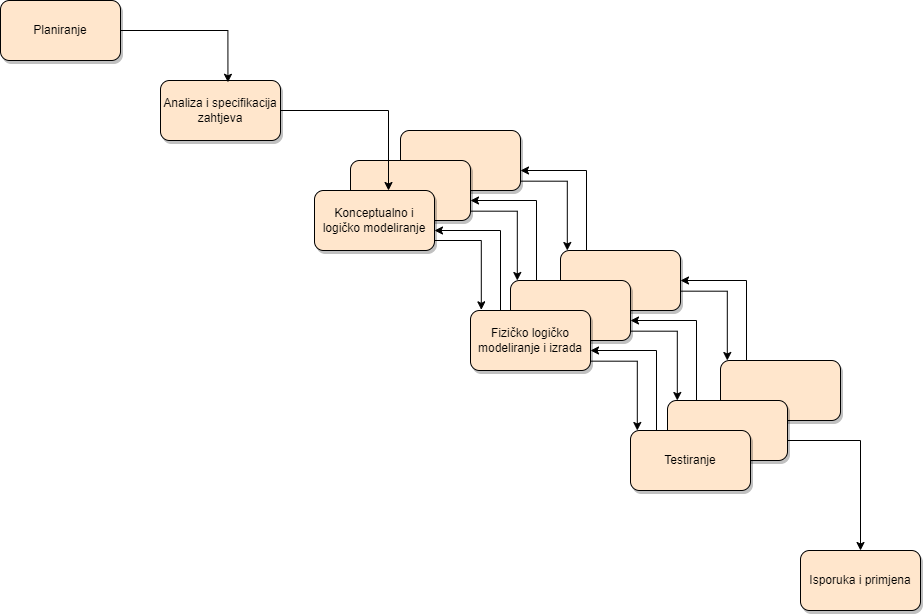 Planiranje
Analiza i specifikacija
zahtjeva
Konceptualno i
logičko modeliranje
Fizičko logičko
modeliranje i izrada
Testiranje
Isporuka i primjena